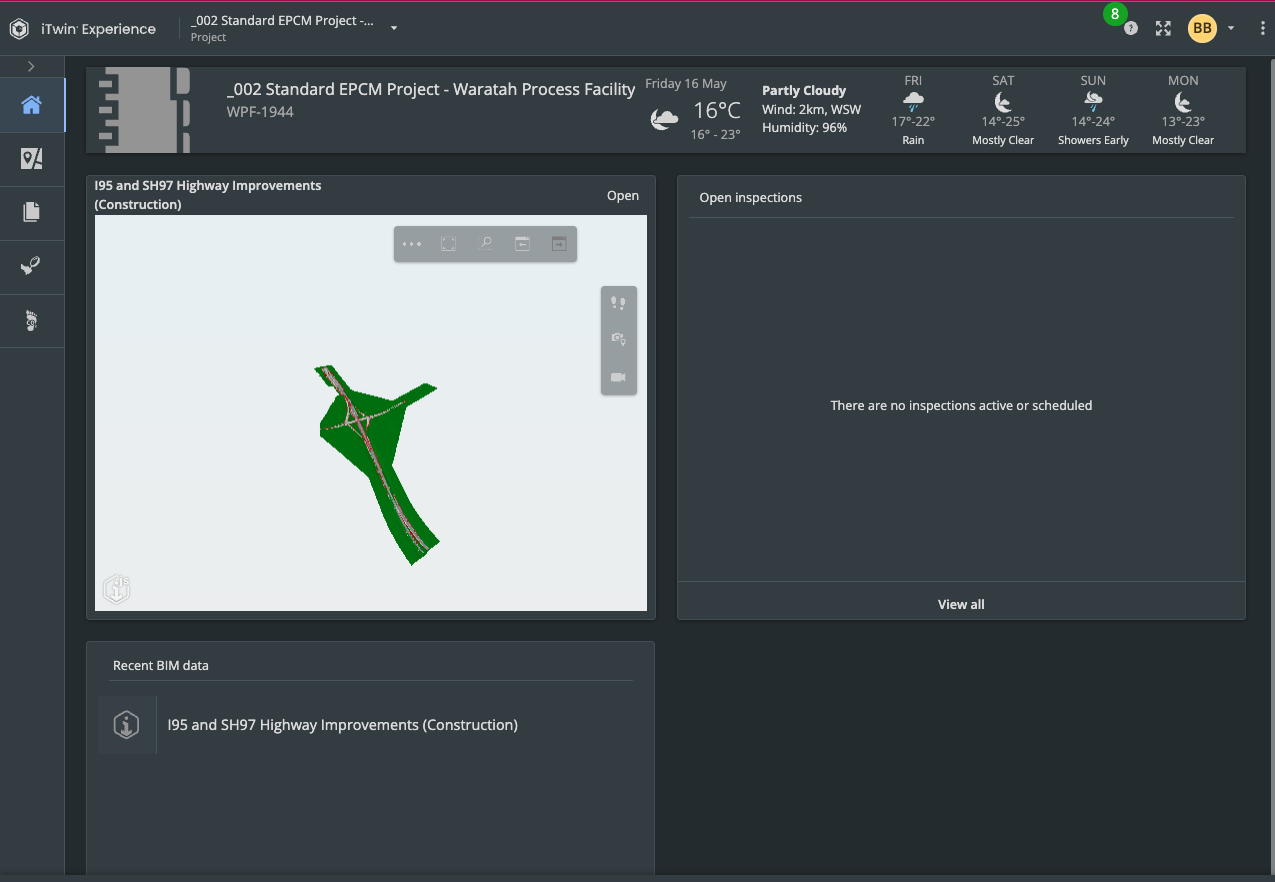 8
iTwin® Experience
_002 Standard EPCM Project -...
Project
?
BB
_002 Standard EPCM Project - Waratah Process Facility
WPF-1944
Friday 16 May
16°C
16° - 23°
Partly Cloudy
Wind: 2km, WSW
Humidity: 96%
FRI
17°-22°
Rain
SAT
14°-25°
Mostly Clear
SUN
14°-24°
Showers Early
MON
13°-23°
Mostly Clear
I95 and SH97 Highway Improvements
(Construction)
Open
Open inspections
There are no inspections active or scheduled
View all
Recent BIM data
I95 and SH97 Highway Improvements (Construction)